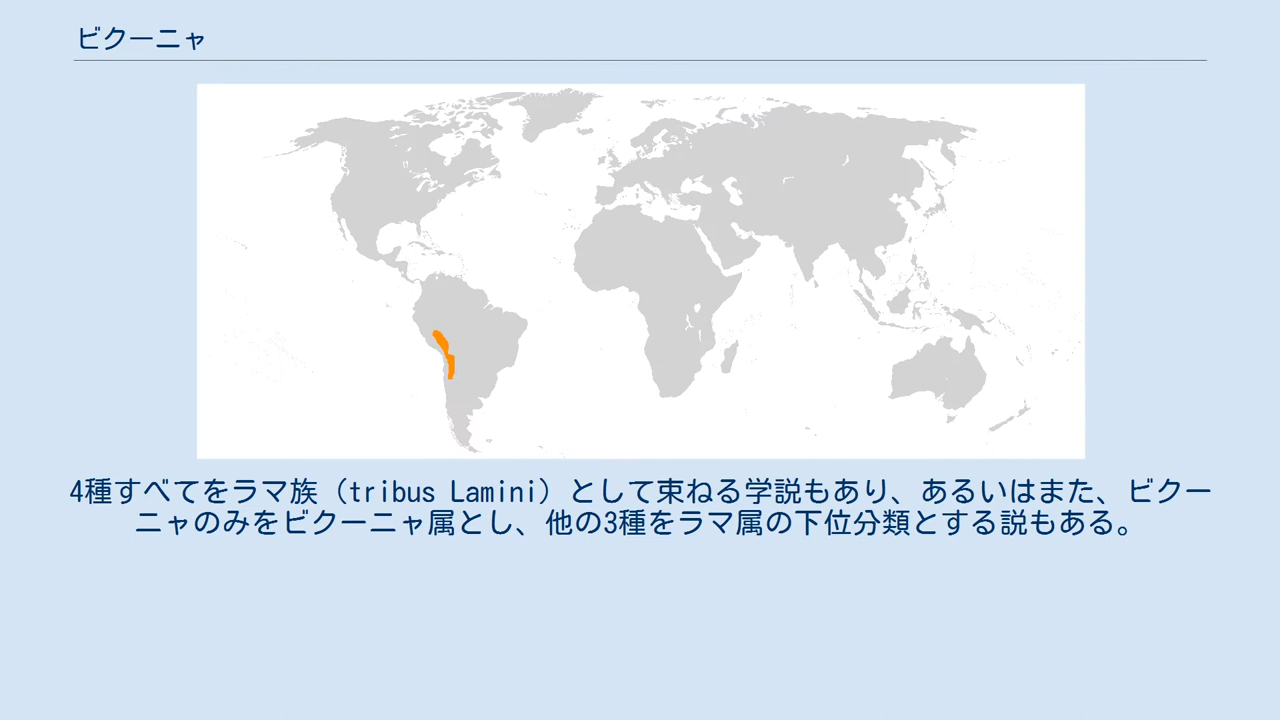 ビクーニャ
4種すべてをラマ族（tribus Lamini）として束ねる学説もあり、あるいはまた、ビクー
ニャのみをビクーニャ属とし、他の3種をラマ属の下位分類とする説もある。